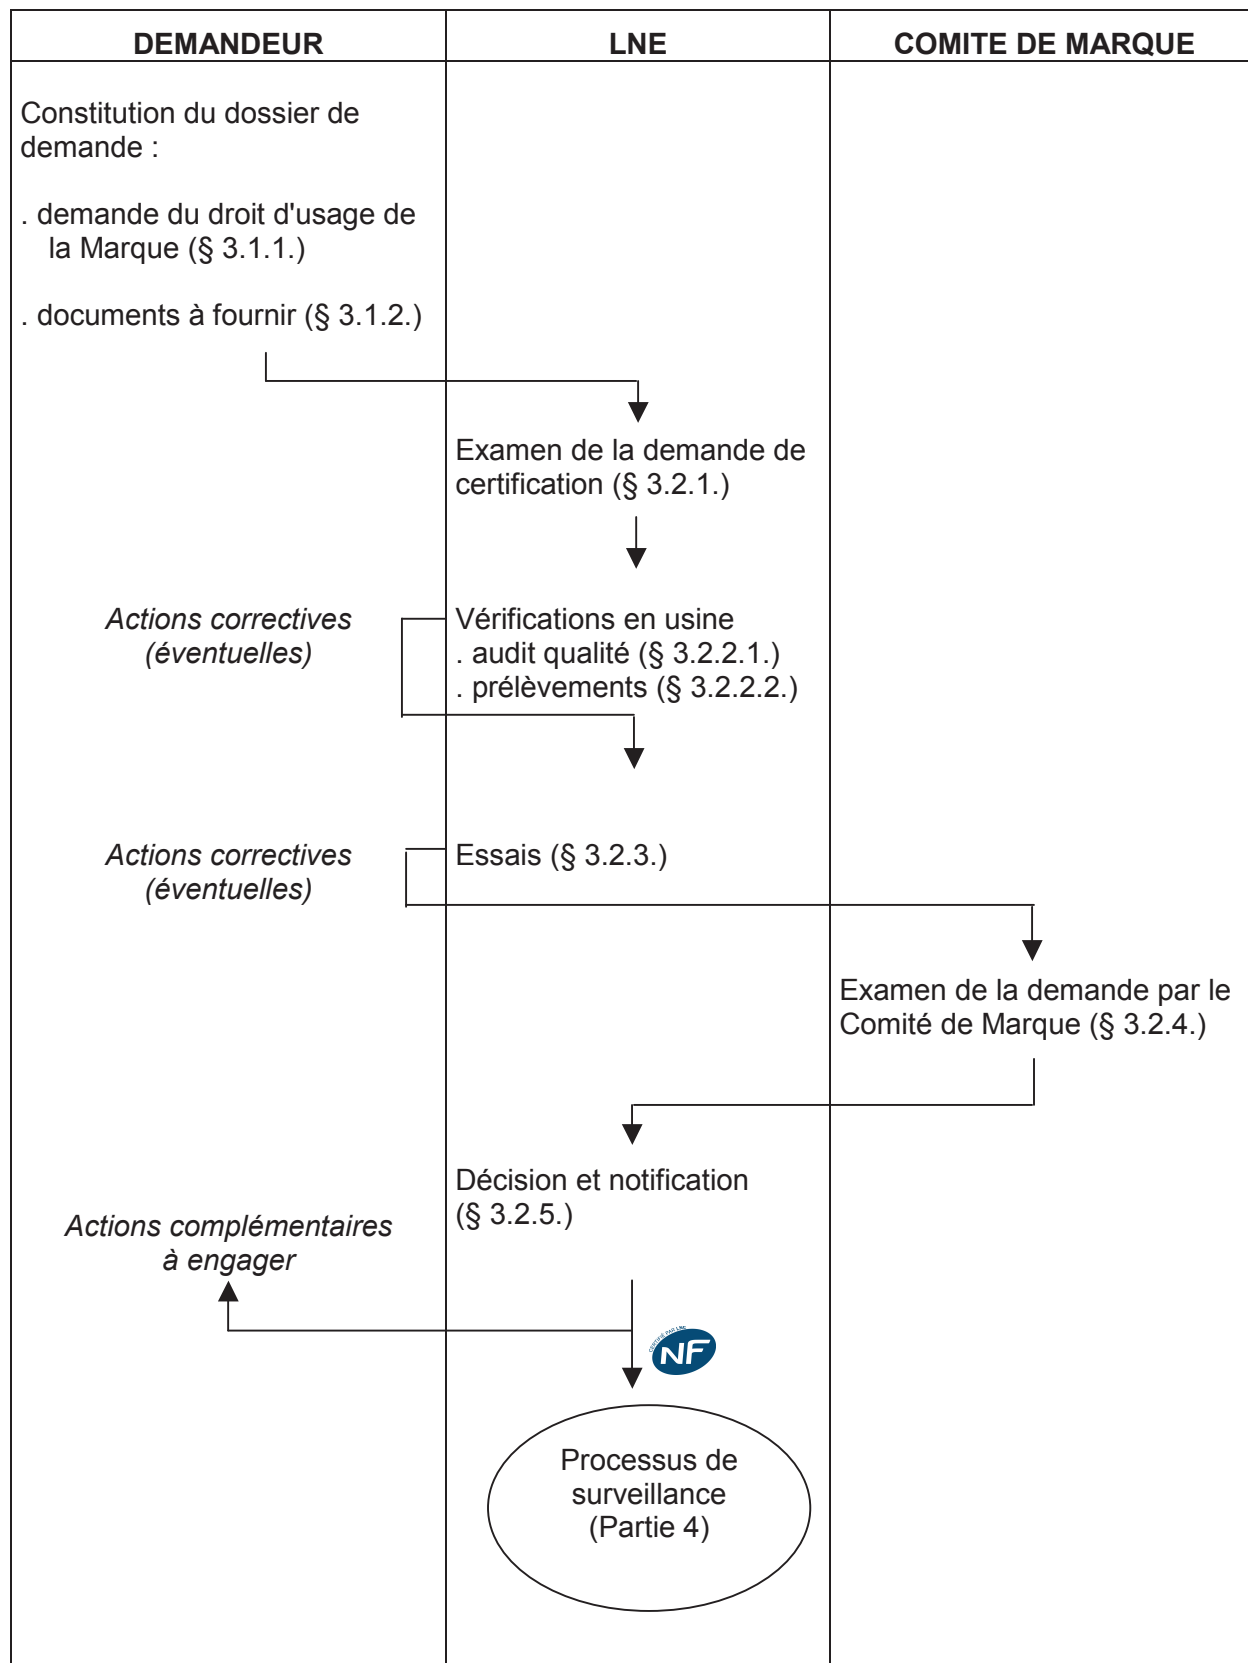 DEMANDEUR
LNE
COMITE DE MARQUE
Constitution du dossier de
demande :
. demande du droit d'usage de
la Marque (§ 3.1.1.)
. documents à fournir (§ 3.1.2.)
Examen de la demande de
certification (§ 3.2.1.)
Actions correctives
(éventuelles)
Vérifications en usine
. audit qualité (§ 3.2.2.1.)
. prélèvements (§ 3.2.2.2.)
Actions correctives
(éventuelles)
Essais (§ 3.2.3.)
Examen de la demande par le
Comité de Marque (§ 3.2.4.)
Décision et notification
(§ 3.2.5.)
Actions complémentaires
à engager
CERTIFIÉ PAR LNE
NF
Processus de
surveillance
(Partie 4)